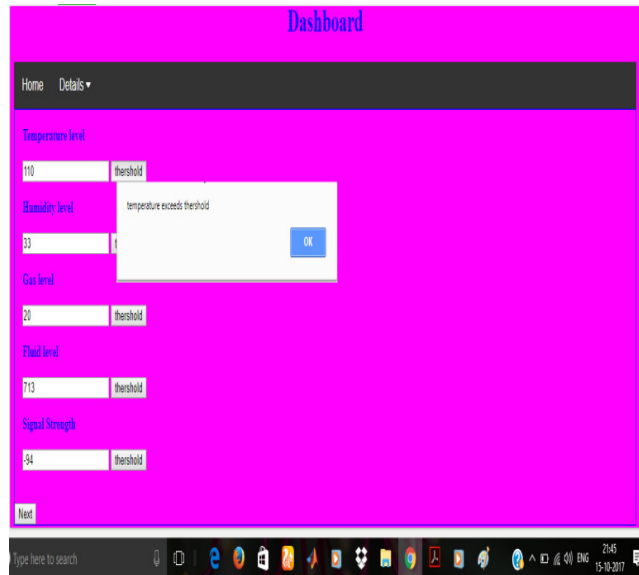 Dashboard
Home Details ▾
Temperature level
110 thershold
temperature exceeds thershold
OK
Humidity level
33
Gas level
20 thershold
Fluid level
713 thershold
Signal Strength
-94 thershold
Next
Type here to search
ENG
21:45
15-10-2017